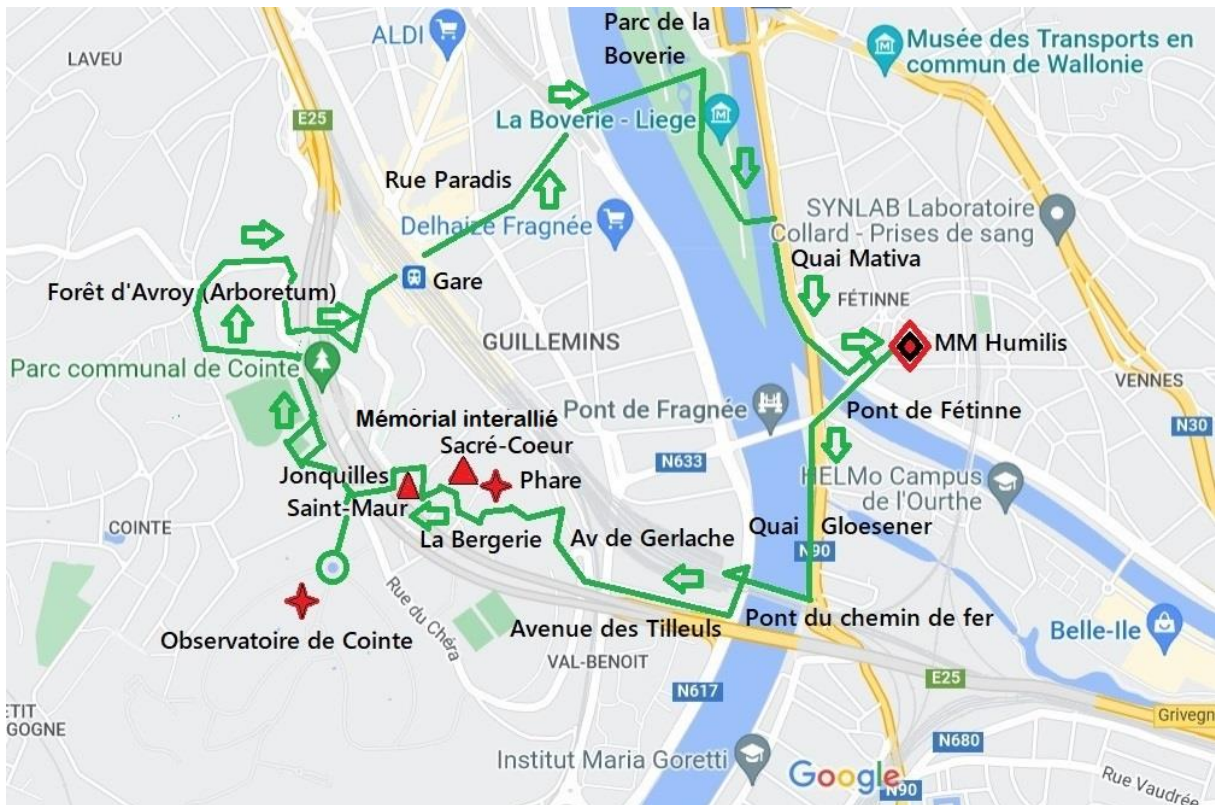 Parc de la
Boverie
ALDI
LAVEU
Musée des Transports en
commun de Wallonie
E25
La Boverie - Liege
Rue Paradis
SYNLAB Laboratoire
Collard - Prises de sang
Delhaize Fragnée
Quai Mativa
Gare
Forêt d'Avroy (Arboretum)
FÉTINNE
GUILLEMINS
MM Humilis
Parc communal de Cointe
VENNES
Pont de Fragnée
Pont de Fétinne
Mémorial interallié
Sacré-Coeur
N30
N633
Jonquilles
Phare
HELMo Campus
de l'Ourthe
Saint-Maur
COINTE
La Bergerie
Av de Gerlache
Quai Gloesener
N90
Rue du Chéra
Observatoire de Cointe
Avenue des Tilleuls
Pont du chemin de fer
Belle-Ile
VAL-BENOIT
E25
N617
ETIT
GOGNE
Grivegn
N680
Institut Maria Goretti
Google
Rue Vaudrée
N90